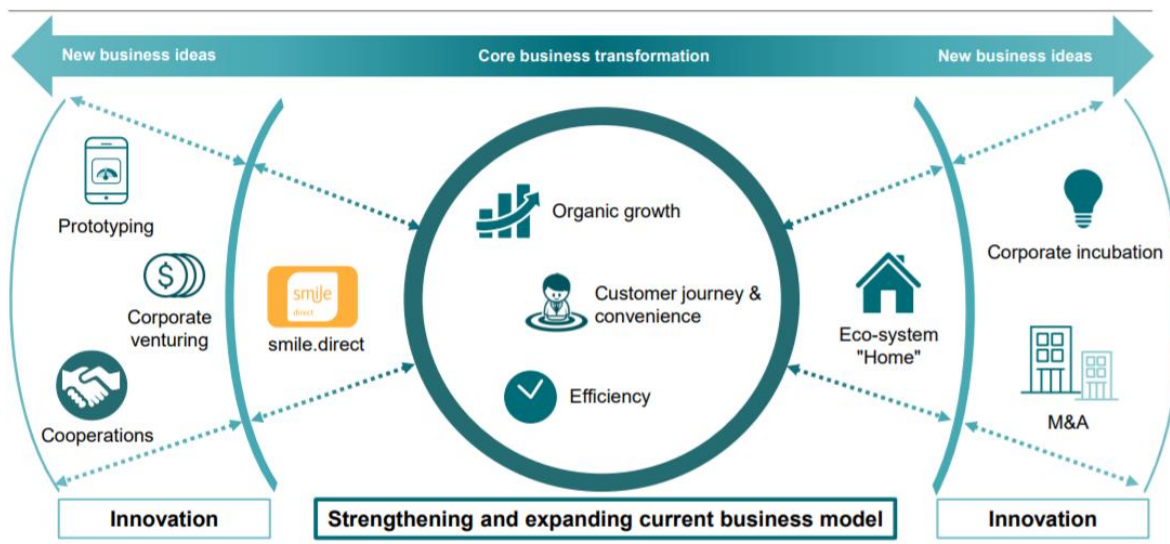 New business ideas
Core business transformation
New business ideas
Prototyping
Corporate
venturing
Cooperations
smile
direct
smile.direct
Organic growth
Customer journey &
convenience
Efficiency
Eco-system
"Home"
Corporate incubation
M&A
Innovation
Strengthening and expanding current business model
Innovation